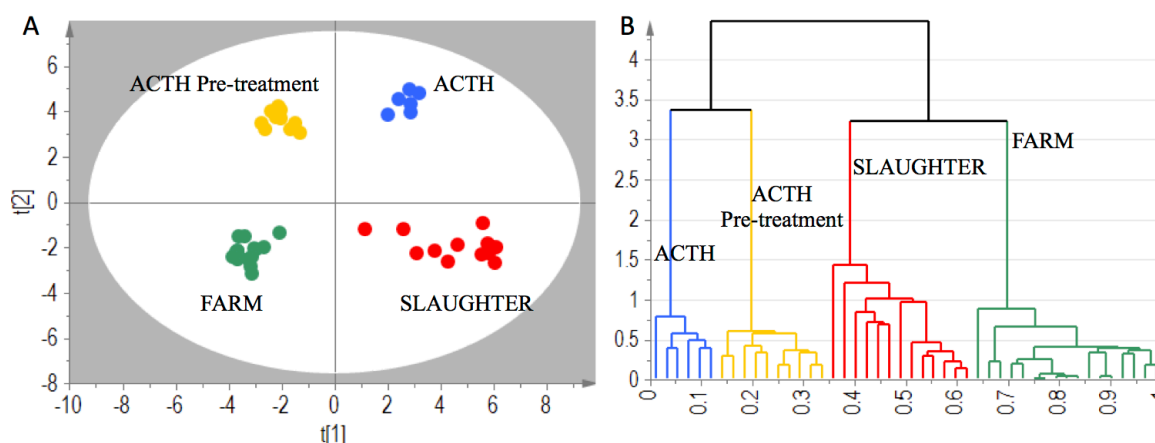 A
ACTH Pre-treatment
ACTH
FARM
SLAUGHTER
6
4
2
0
-2
-4
-6
-8
t[2]
-10
-8
-6
-4
-2
0
2
4
6
8
t[1]
B
4
3.5
3
2.5
2
1.5
1
0.5
0
FARM
SLAUGHTER
ACTH
Pre-treatment
ACTH
0
0.1
0.2
0.3
0.4
0.5
0.6
0.7
0.8
0.9
1